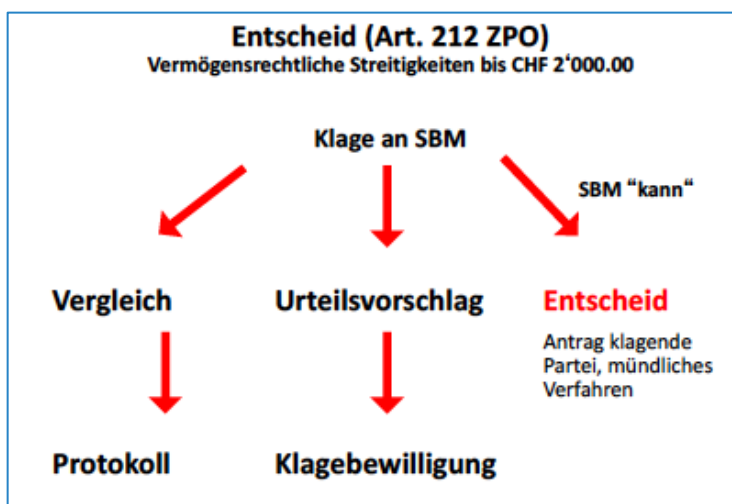 Entscheid (Art. 212 ZPO)
Vermögensrechtliche Streitigkeiten bis CHF 2‘000.00
Klage an SBM
SBM “kann“
Vergleich
Urteilsvorschlag
Entscheid
Antrag klagende
Partei, mündliches
Verfahren
Protokoll
Klagebewilligung